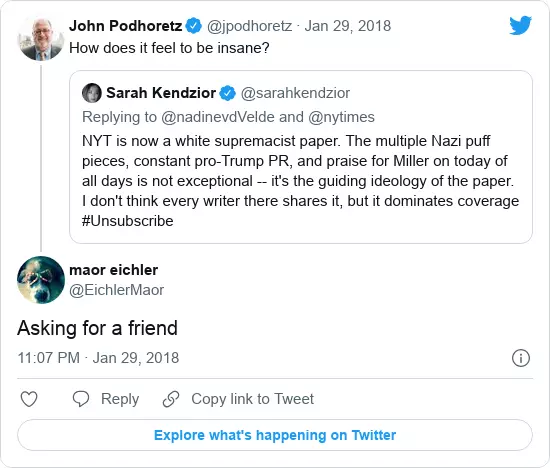 John Podhoretz @jpodhoretz · Jan 29, 2018
How does it feel to be insane?
Sarah Kendzior @sarahkendzior
Replying to @nadinevdVelde and @nytimes
NYT is now a white supremacist paper. The multiple Nazi puff
pieces, constant pro-Trump PR, and praise for Miller on today of
all days is not exceptional -- it's the guiding ideology of the paper.
I don't think every writer there shares it, but it dominates coverage
#Unsubscribe
maor eichler
@EichlerMaor
Asking for a friend
11:07 PM · Jan 29, 2018
Reply Copy link to Tweet
Explore what's happening on Twitter